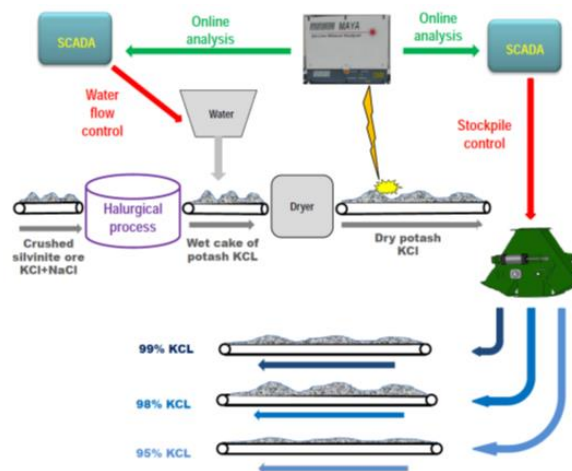 Online
analysis
MAYA
Online
analysis
SCADA
SCADA
Water
flow
control
Water
Stockpile
control
Halurgical
process
Dryer
Crushed
silvinite ore
KCl+NaCl
Wet cake of
potash KCL
Dry potash
KCl
99% KCL
98% KCL
95% KCL